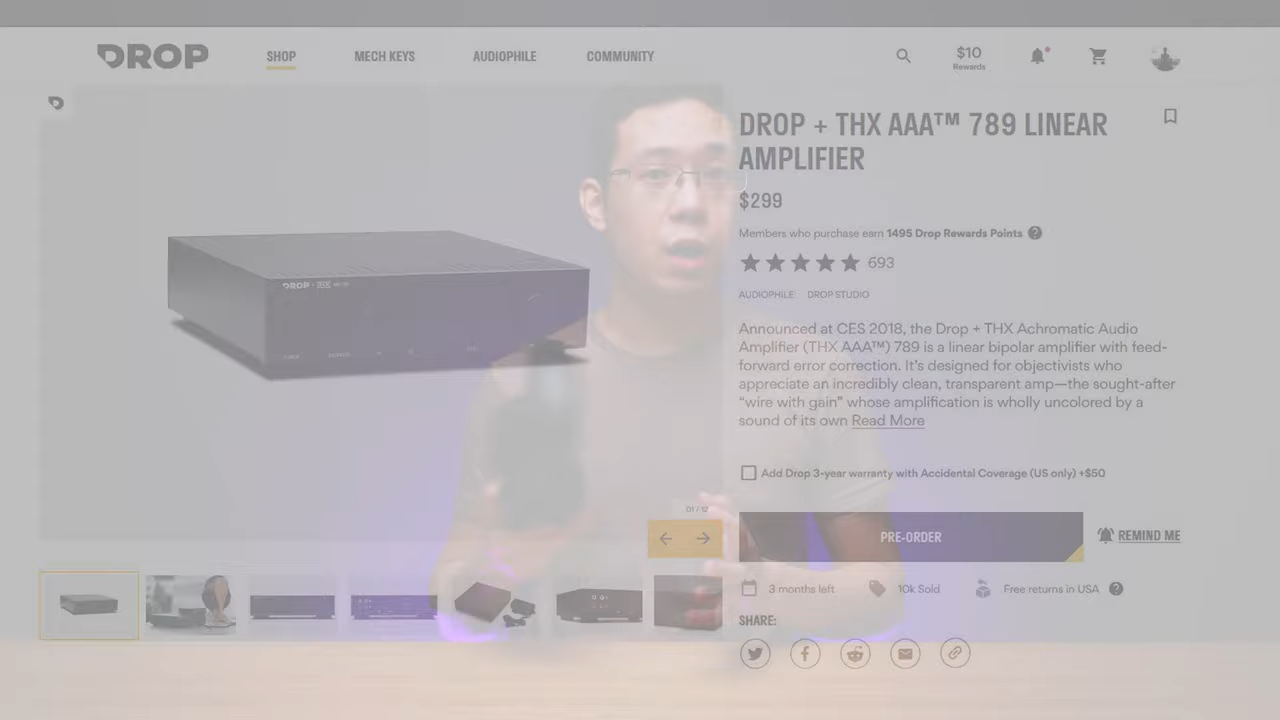 DROP
SHOP
MECH KEYS
AUDIOPHILE
COMMUNITY
$10
Rewards
DROP + THX AAA™ 789 LINEAR
AMPLIFIER
$299
Members who purchase earn 1495 Drop Rewards Points ?
693
AUDIOPHILE DROP STUDIO
Announced at CES 2018, the Drop + THX Achromatic Audio
Amplifier (THX AAA™) 789 is a linear bipolar amplifier with feed-
forward error correction. It's designed for objectivists who
appreciate an incredibly clean, transparent amp—the sought-after
“wire with gain” whose amplification is wholly uncolored by a
sound of its own Read More
Add Drop 3-year warranty with Accidental Coverage (US only) +$50
01 / 12
PRE-ORDER
REMIND ME
3 months left
10k Sold
Free returns in USA ?
SHARE:
DROP + THX